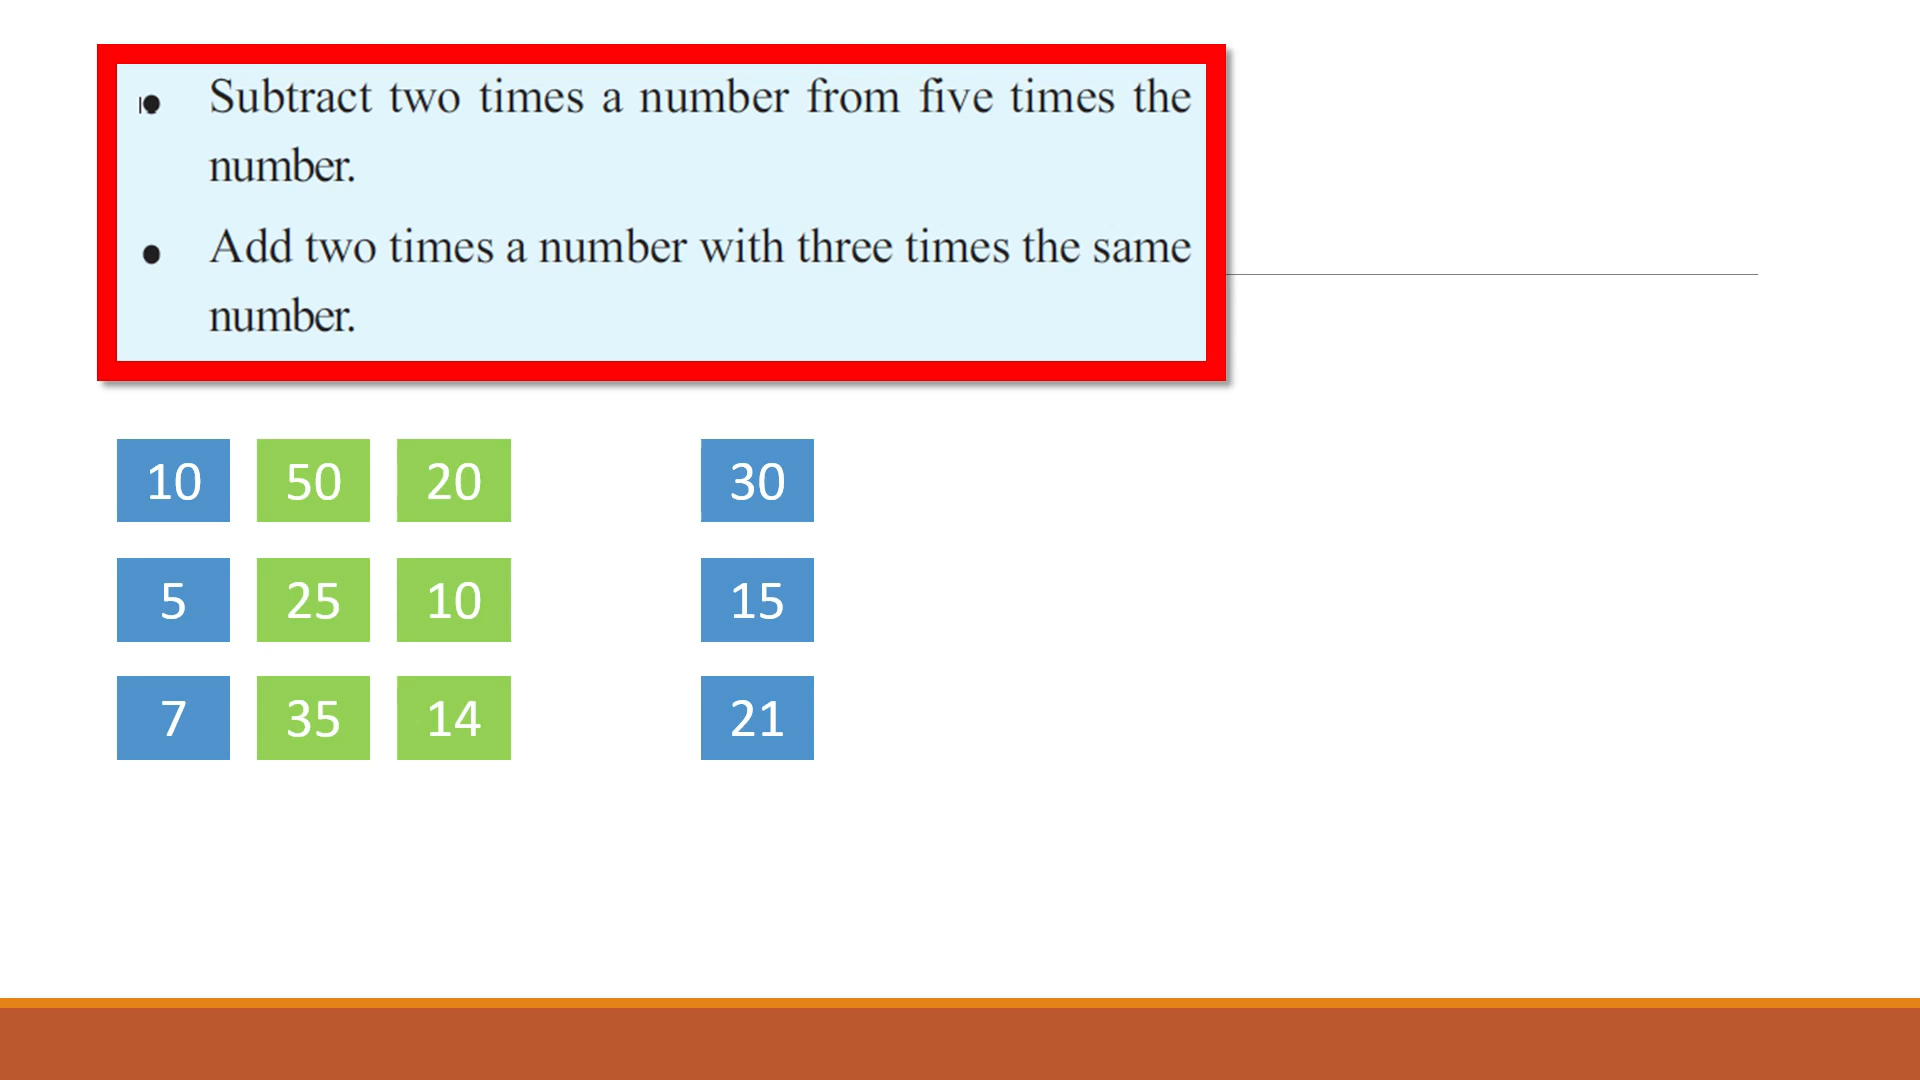 • Subtract two times a number from five times the
number.
• Add two times a number with three times the same
number.
10 50 20 30
5 25 10 15
7 35 14 21